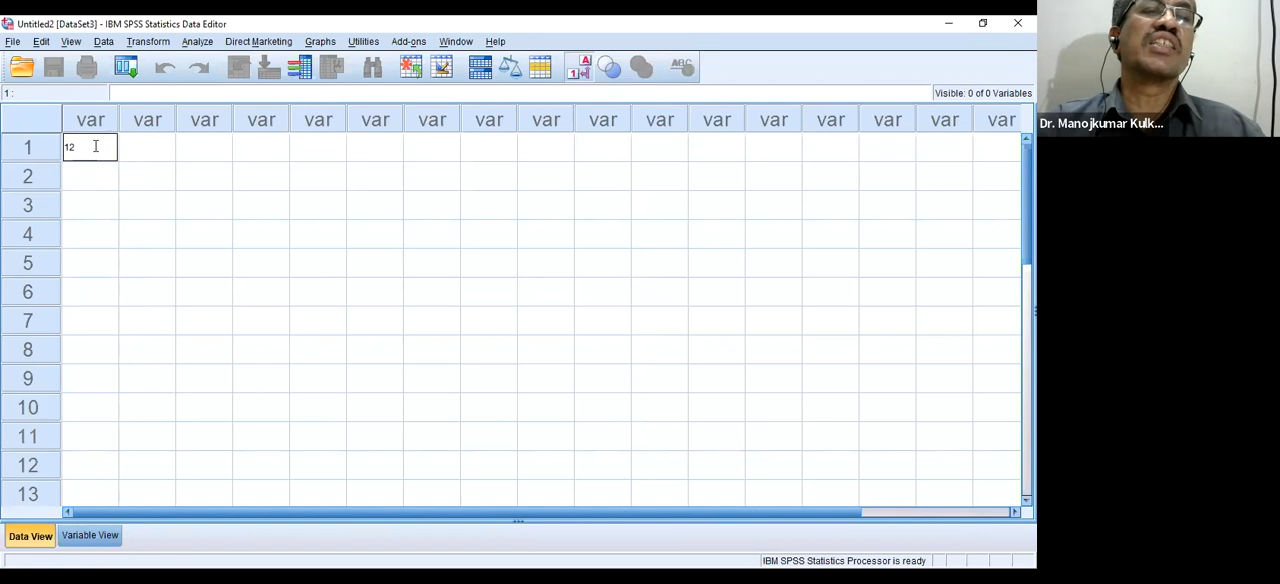 Untitled2 [DataSet3] - IBM SPSS Statistics Data Editor
File Edit View Data Transform Analyze Direct Marketing Graphs Utilities Add-ons Window Help
A
1
ABC
1 :
Visible: 0 of 0 Variables
var var var var var var var var var var var var var var var var var
1 12
2
3
4
5
6
7
8
9
10
11
12
13
Data View Variable View
IBM SPSS Statistics Processor is ready
Dr. Manojkumar Kulk...